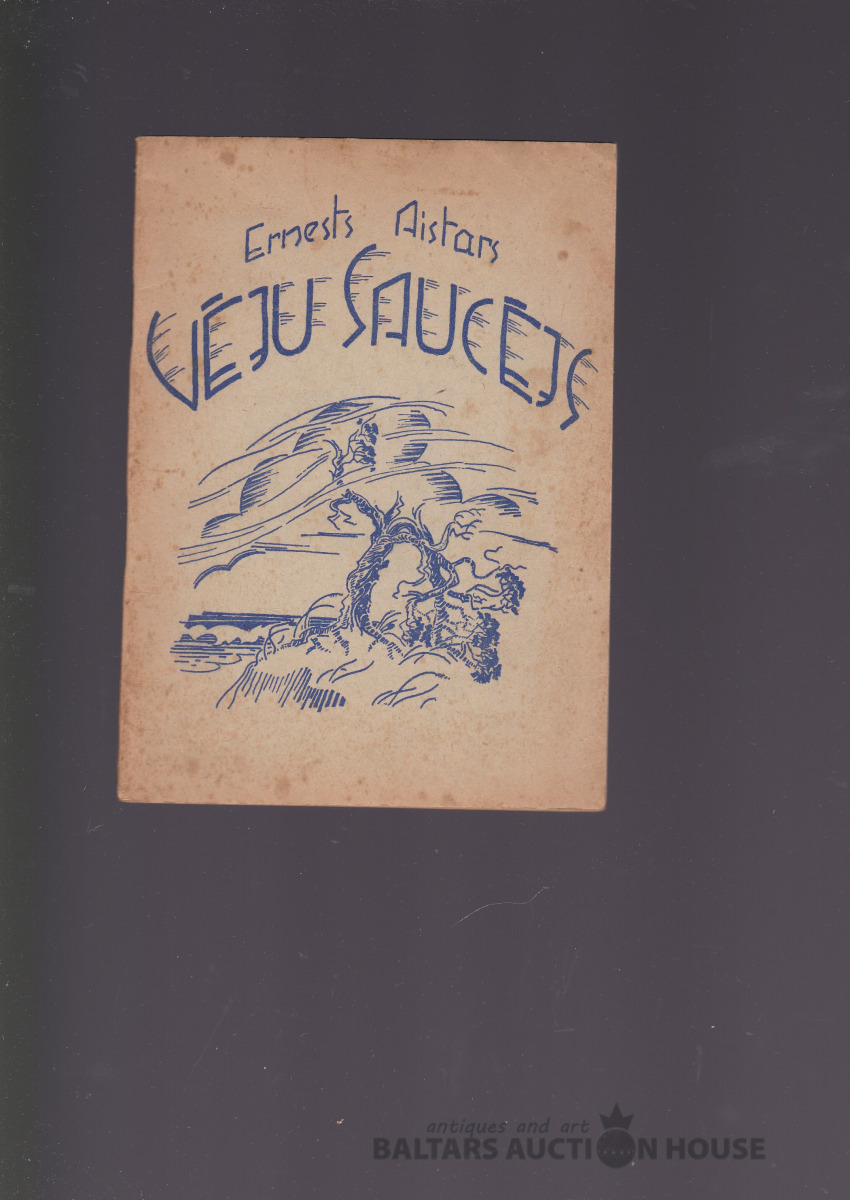 Ernests Aistars
VĒJU SAUCĒJS
antiques and art
BALTARS AUCTION HOUSE